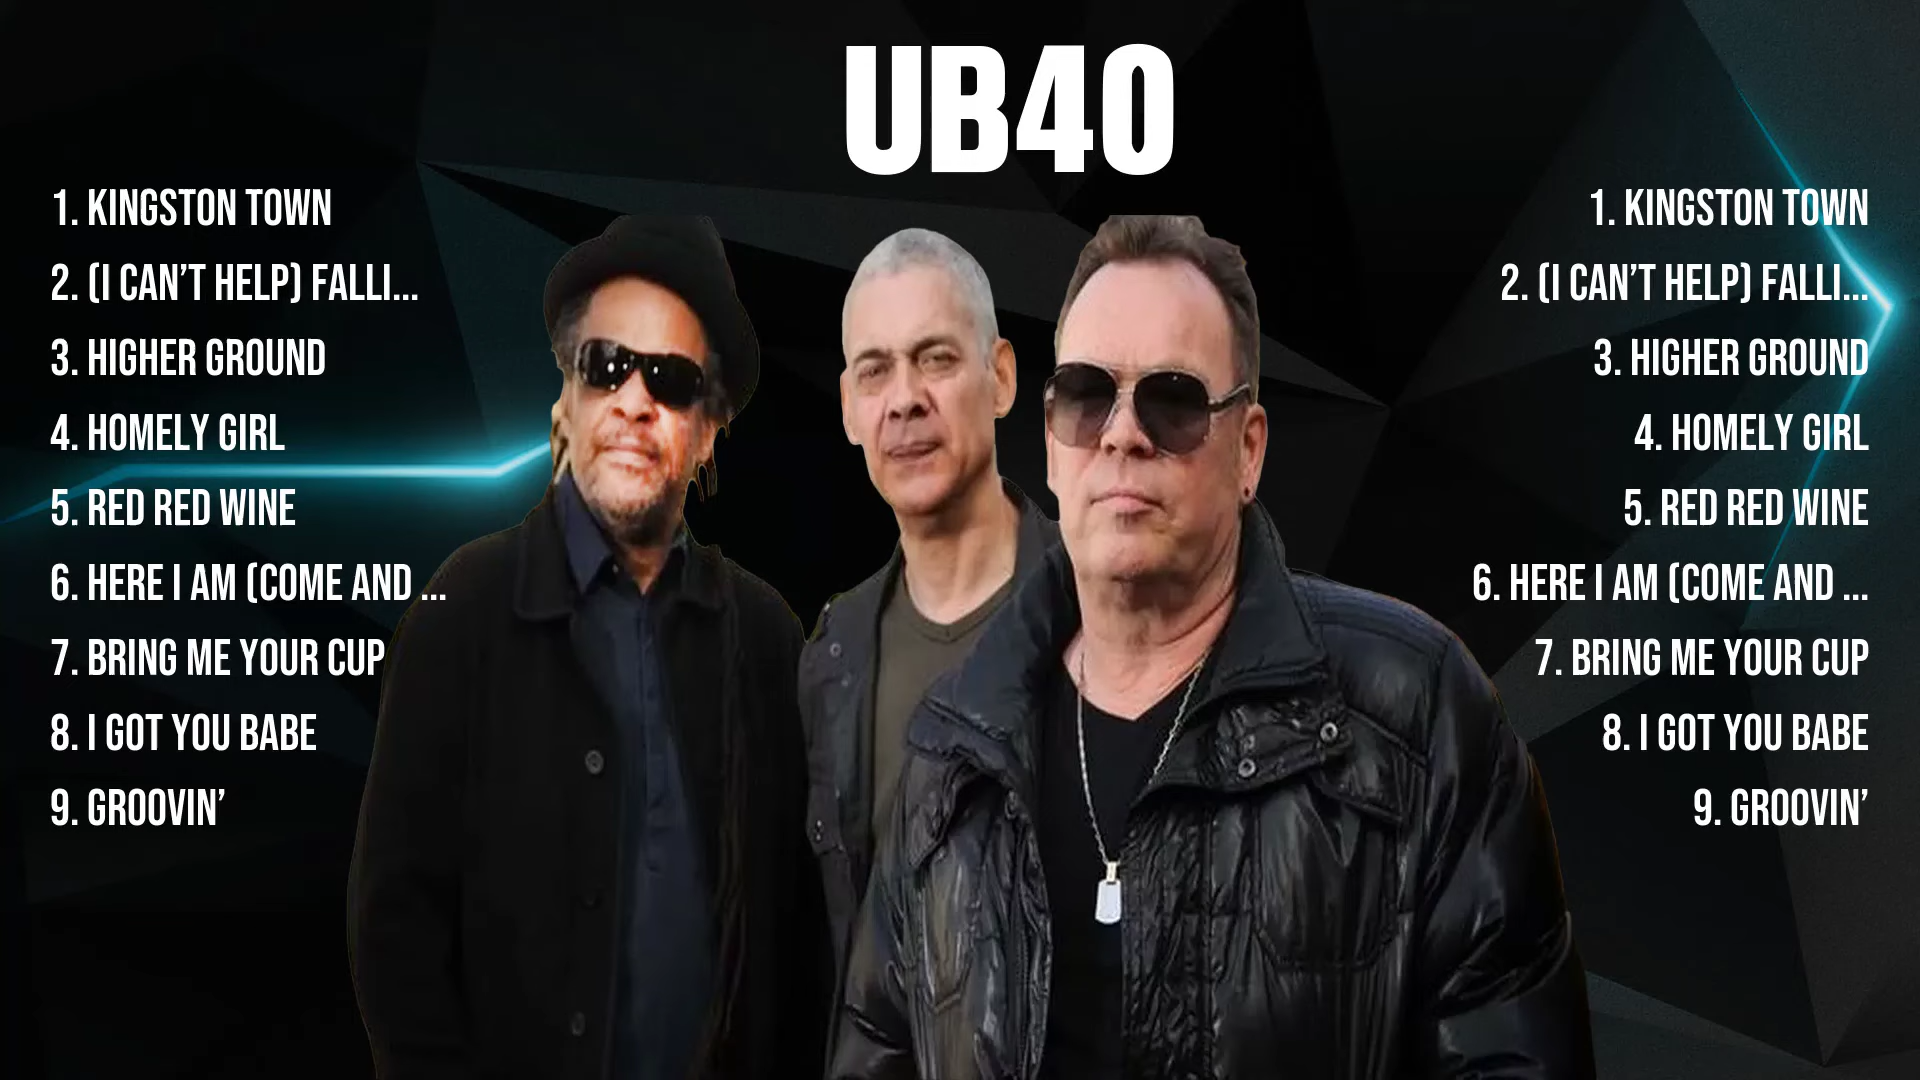 UB40
1. KINGSTON TOWN
2. (I CAN'T HELP) FALLI...
3. HIGHER GROUND
4. HOMELY GIRL
5. RED RED WINE
6. HERE I AM (COME AND ...
7. BRING ME YOUR CUP
8. I GOT YOU BABE
9. GROOVIN'
1. KINGSTON TOWN
2. (I CAN'T HELP) FALLI...
3. HIGHER GROUND
4. HOMELY GIRL
5. RED RED WINE
6. HERE I AM (COME AND ...
7. BRING ME YOUR CUP
8. I GOT YOU BABE
9. GROOVIN'